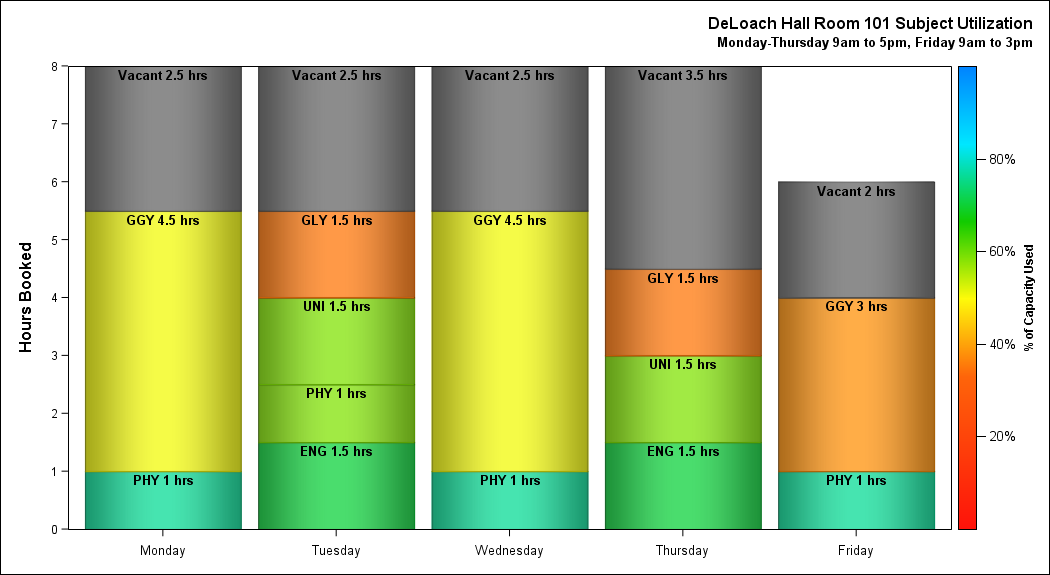 DeLoach Hall Room 101 Subject Utilization
Monday-Thursday 9am to 5pm, Friday 9am to 3pm
Hours Booked
8
7
6
5
4
3
2
1
0
Vacant 2.5 hrs
GGY 4.5 hrs
PHY 1 hrs
Vacant 2.5 hrs
GLY 1.5 hrs
UNI 1.5 hrs
PHY 1 hrs
ENG 1.5 hrs
Vacant 2.5 hrs
GGY 4.5 hrs
PHY 1 hrs
Vacant 3.5 hrs
GLY 1.5 hrs
UNI 1.5 hrs
ENG 1.5 hrs
Vacant 2 hrs
GGY 3 hrs
PHY 1 hrs
Monday
Tuesday
Wednesday
Thursday
Friday
80%
60%
40%
20%
% of Capacity Used